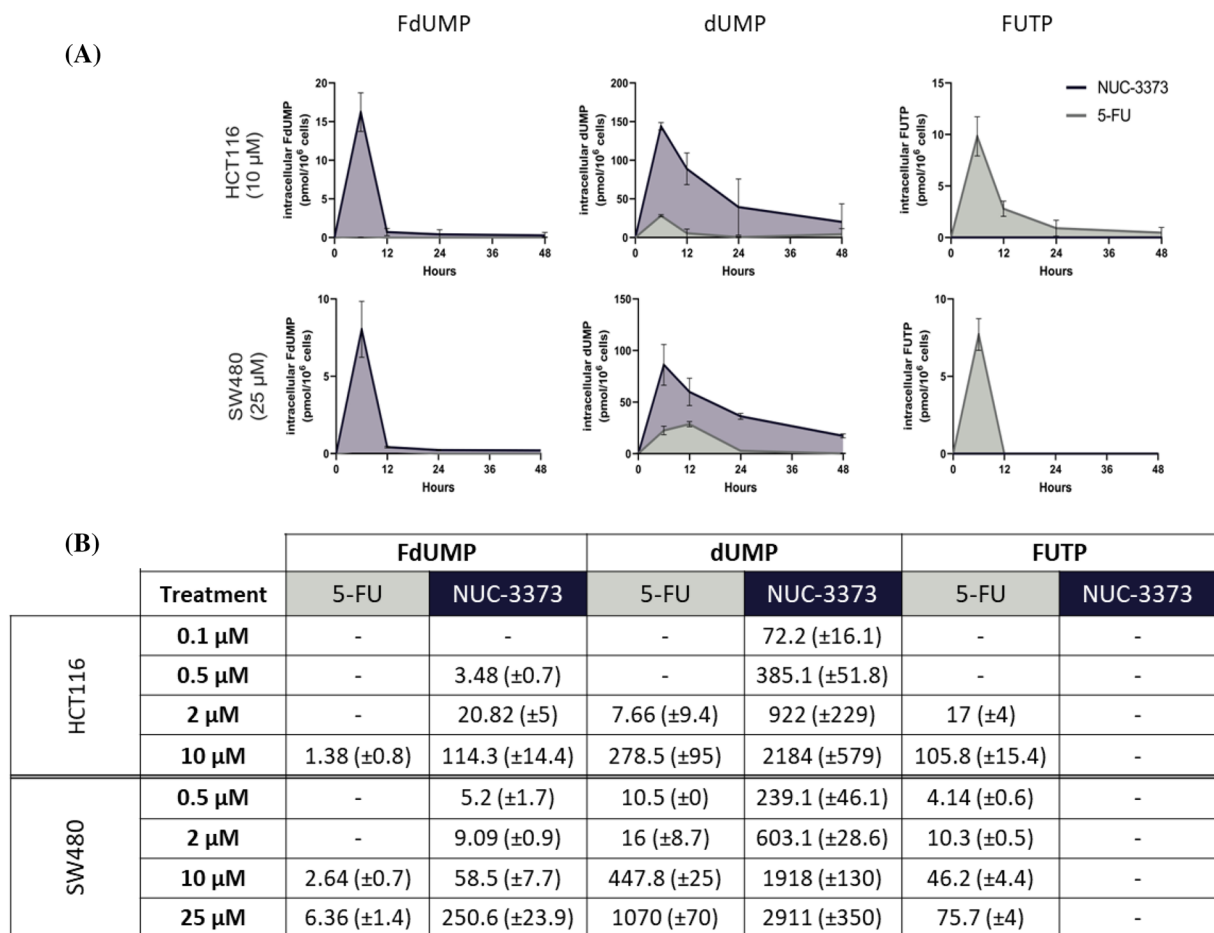 FdUMP dUMP FUTP
(A)
HCT116
(10 µM)
intracellular FdUMP
(pmol/10⁶ cells)
20
15
10
5
0
0 12 24 36 48
Hours
intracellular dUMP
(pmol/10⁶ cells)
200
150
100
50
0
0 12 24 36 48
Hours
intracellular FUTP
(pmol/10⁶ cells)
15
10
5
0
0 12 24 36 48
Hours
NUC-3373
5-FU
SW480
(25 µM)
intracellular FdUMP
(pmol/10⁶ cells)
10
5
0
0 12 24 36 48
Hours
intracellular dUMP
(pmol/10⁶ cells)
150
100
50
0
0 12 24 36 48
Hours
intracellular FUTP
(pmol/10⁶ cells)
10
5
0
0 12 24 36 48
Hours
(B)
FdUMP dUMP FUTP
Treatment 5-FU NUC-3373 5-FU NUC-3373 5-FU NUC-3373
HCT116
0.1 µM - - - 72.2 (±16.1) - -
0.5 µM - 3.48 (±0.7) - 385.1 (±51.8) - -
2 µM - 20.82 (±5) 7.66 (±9.4) 922 (±229) 17 (±4) -
10 µM 1.38 (±0.8) 114.3 (±14.4) 278.5 (±95) 2184 (±579) 105.8 (±15.4) -
SW480
0.5 µM - 5.2 (±1.7) 10.5 (±0) 239.1 (±46.1) 4.14 (±0.6) -
2 µM - 9.09 (±0.9) 16 (±8.7) 603.1 (±28.6) 10.3 (±0.5) -
10 µM 2.64 (±0.7) 58.5 (±7.7) 447.8 (±25) 1918 (±130) 46.2 (±4.4) -
25 µM 6.36 (±1.4) 250.6 (±23.9) 1070 (±70) 2911 (±350) 75.7 (±4) -